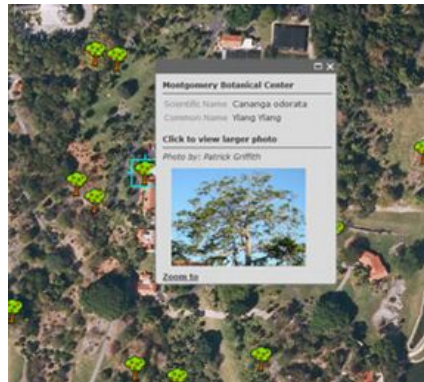 Montgomery Botanical Center
Scientific Name Cananga odorata
Common Name Ylang Ylang
Click to view larger photo
Photo by: Patrick Griffith
Zoom to